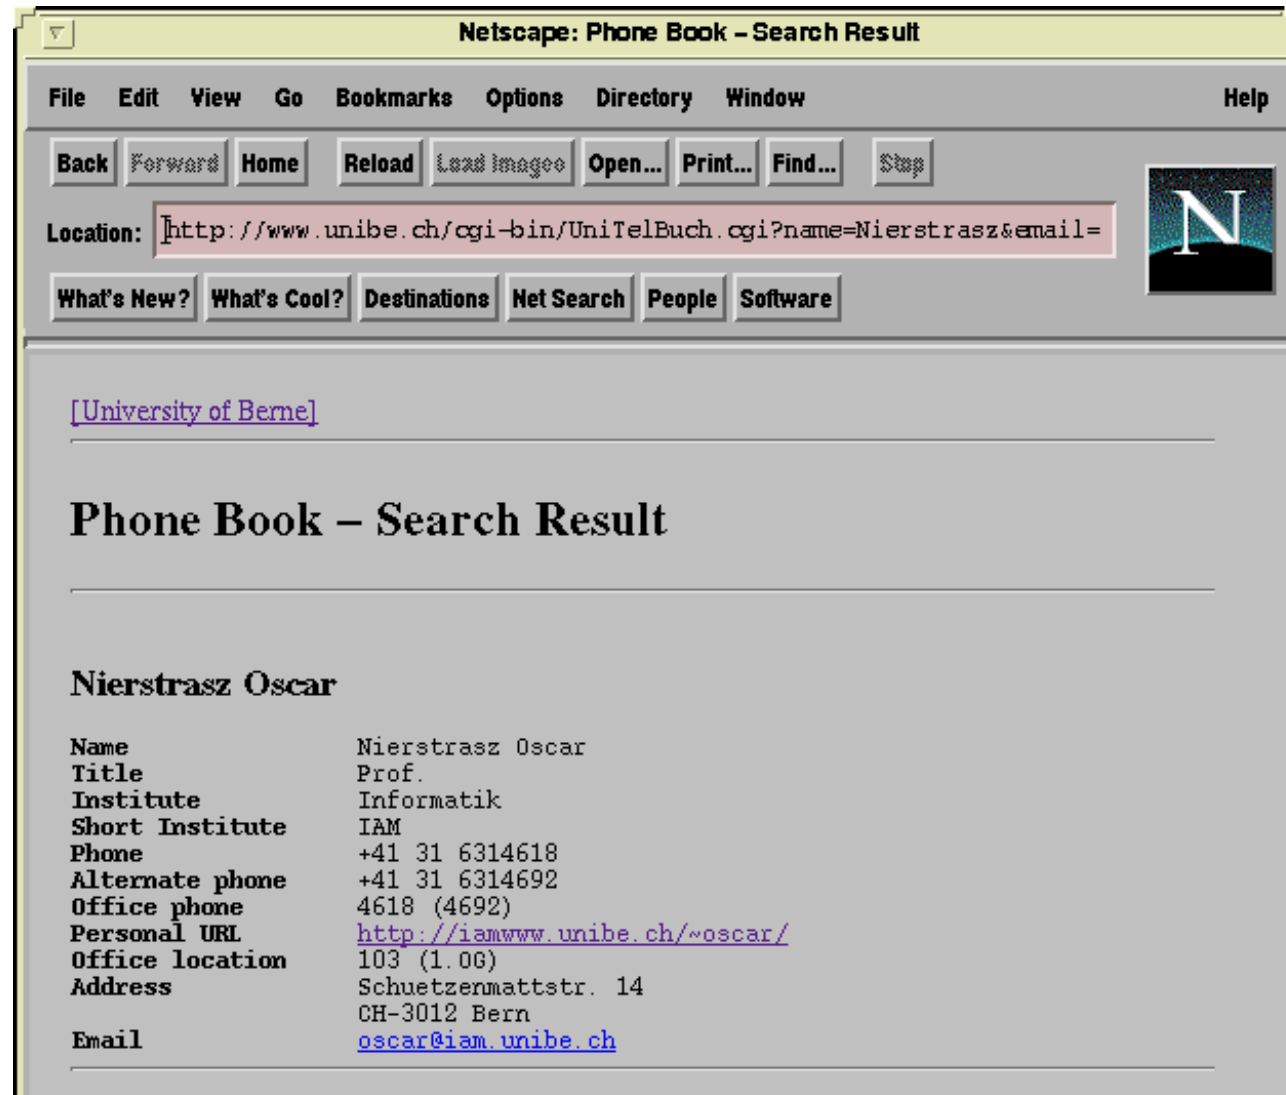 Netscape: Phone Book – Search Result
File Edit View Go Bookmarks Options Directory Window Help
Back Forward Home Reload Load Images Open... Print... Find... Stop
Location: http://www.unibe.ch/cgi-bin/UniTelBuch.cgi?name=Nierstrasz&email=
N
What's New? What's Cool? Destinations Net Search People Software
[University of Berne]
Phone Book – Search Result
Nierstrasz Oscar
Name Nierstrasz Oscar
Title Prof.
Institute Informatik
Short Institute IAM
Phone +41 31 6314618
Alternate phone +41 31 6314692
Office phone 4618 (4692)
Personal URL http://iamwww.unibe.ch/~oscar/
Office location 103 (1.OG)
Address Schuetzenmattstr. 14
CH-3012 Bern
Email oscar@iam.unibe.ch